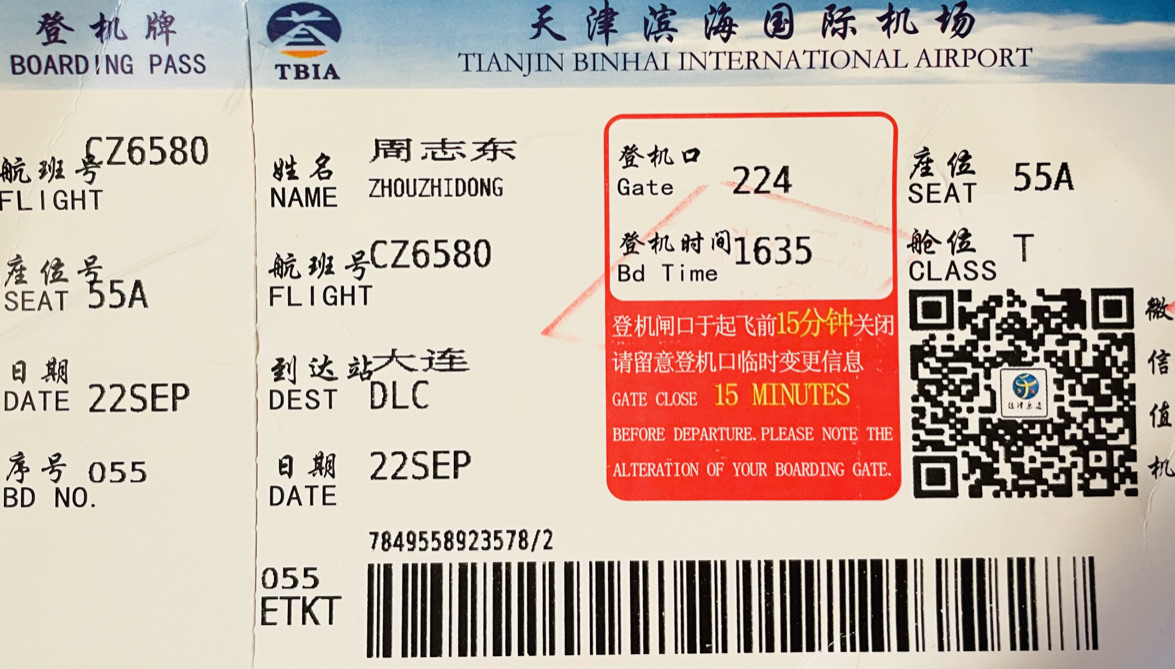 登机牌
BOARDING PASS
航班号 CZ6580
FLIGHT
座位号
SEAT 55A
日期
DATE 22SEP
序号 055
BD NO.
TBIA
天津滨海国际机场
TIANJIN BINHAI INTERNATIONAL AIRPORT
姓名 周志东
NAME ZHOUZHIDONG
航班号 CZ6580
FLIGHT
到达站 大连
DEST DLC
日期 22SEP
DATE
7849558923578/2
055
ETKT
登机口 224
Gate
登机时间 1635
Bd Time
登机闸口于起飞前15分钟关闭
请留意登机口临时变更信息
GATE CLOSE 15 MINUTES
BEFORE DEPARTURE.PLEASE NOTE THE
ALTERATION OF YOUR BOARDING GATE.
座位 55A
SEAT
舱位 T
CLASS
微信值机